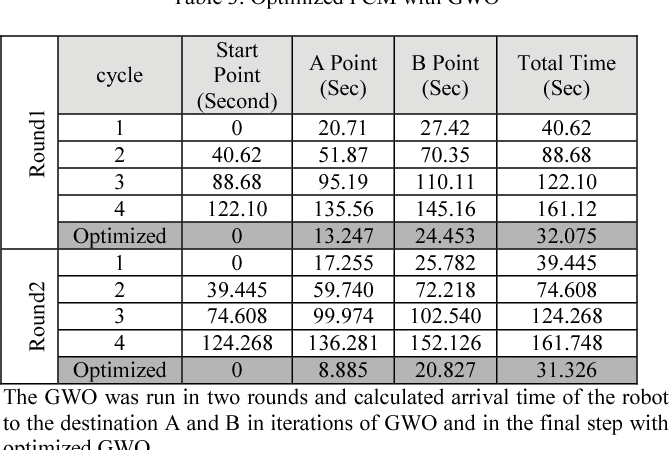 Table 3: Optimized FCM with GWO
Round1 cycle Start Point (Second) A Point (Sec) B Point (Sec) Total Time (Sec)
1 0 20.71 27.42 40.62
2 40.62 51.87 70.35 88.68
3 88.68 95.19 110.11 122.10
4 122.10 135.56 145.16 161.12
Optimized 0 13.247 24.453 32.075
Round2
1 0 17.255 25.782 39.445
2 39.445 59.740 72.218 74.608
3 74.608 99.974 102.540 124.268
4 124.268 136.281 152.126 161.748
Optimized 0 8.885 20.827 31.326
The GWO was run in two rounds and calculated arrival time of the robot
to the destination A and B in iterations of GWO and in the final step with
optimized GWO